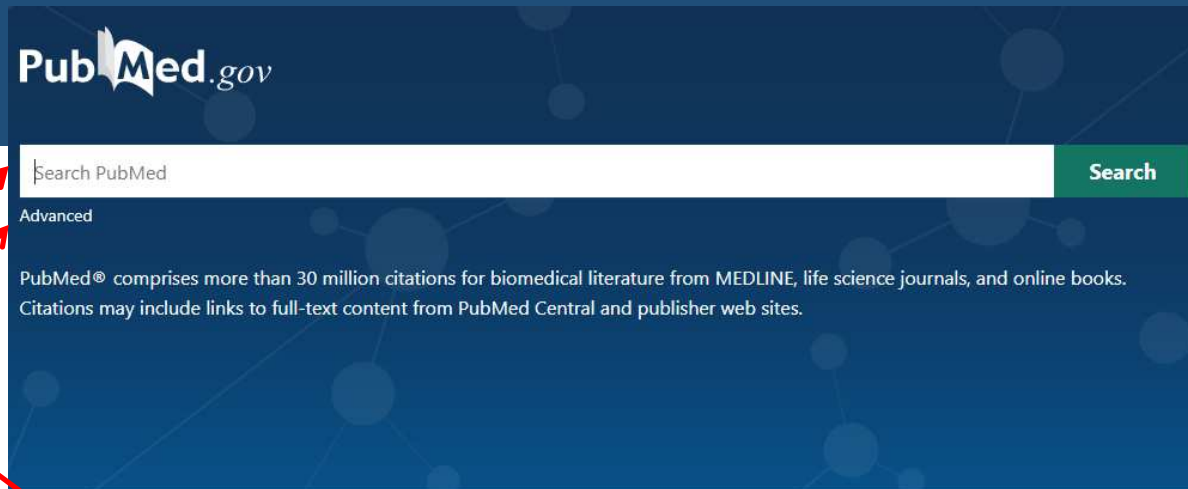 PubMed.gov
Search PubMed
Search
Advanced
PubMed® comprises more than 30 million citations for biomedical literature from MEDLINE, life science journals, and online books.
Citations may include links to full-text content from PubMed Central and publisher web sites.